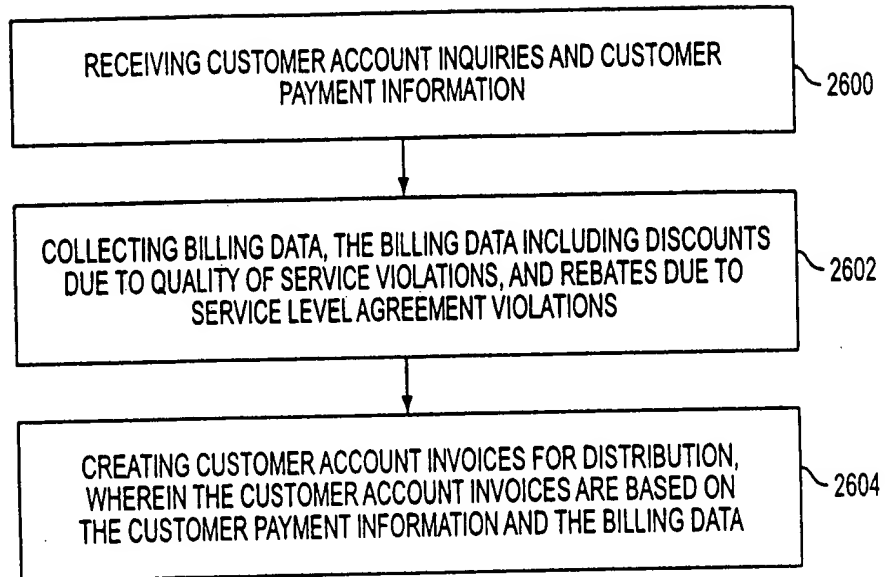 RECEIVING CUSTOMER ACCOUNT INQUIRIES AND CUSTOMER
PAYMENT INFORMATION
2600
COLLECTING BILLING DATA, THE BILLING DATA INCLUDING DISCOUNTS
DUE TO QUALITY OF SERVICE VIOLATIONS, AND REBATES DUE TO
SERVICE LEVEL AGREEMENT VIOLATIONS
2602
CREATING CUSTOMER ACCOUNT INVOICES FOR DISTRIBUTION,
WHEREIN THE CUSTOMER ACCOUNT INVOICES ARE BASED ON
THE CUSTOMER PAYMENT INFORMATION AND THE BILLING DATA
2604